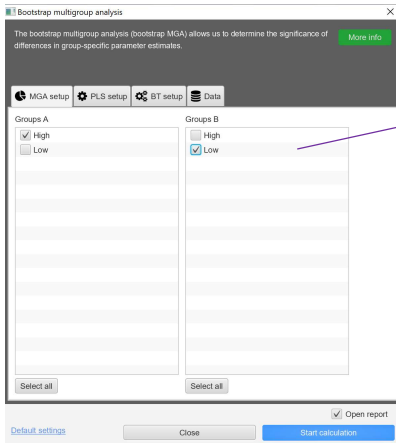 Bootstrap multigroup analysis
The bootstrap multigroup analysis (bootstrap MGA) allows us to determine the significance of
differences in group-specific parameter estimates.
More info
MGA setup PLS setup BT setup Data
Groups A Groups B
High High
Low Low
Select all Select all
Open report
Default settings Close Start calculation